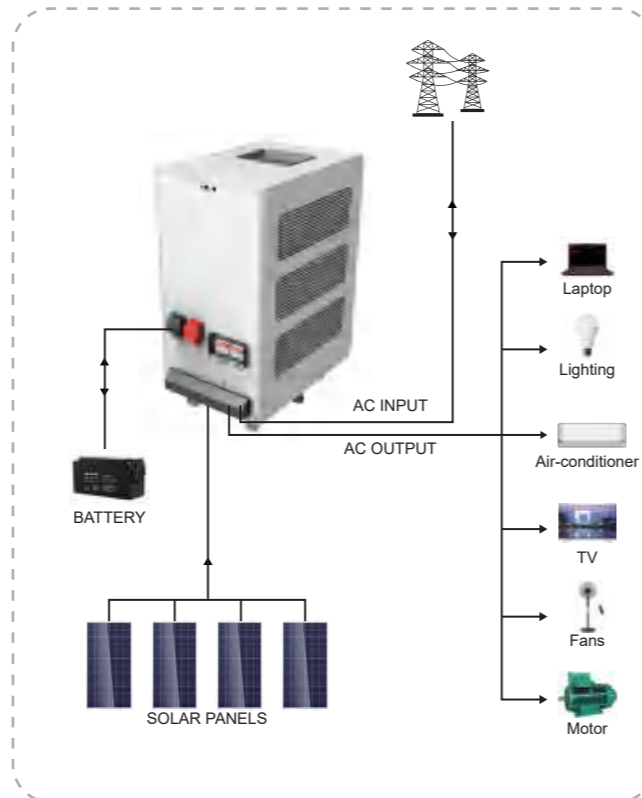 Laptop
Lighting
AC INPUT
AC OUTPUT
Air-conditioner
BATTERY
TV
Fans
SOLAR PANELS
Motor